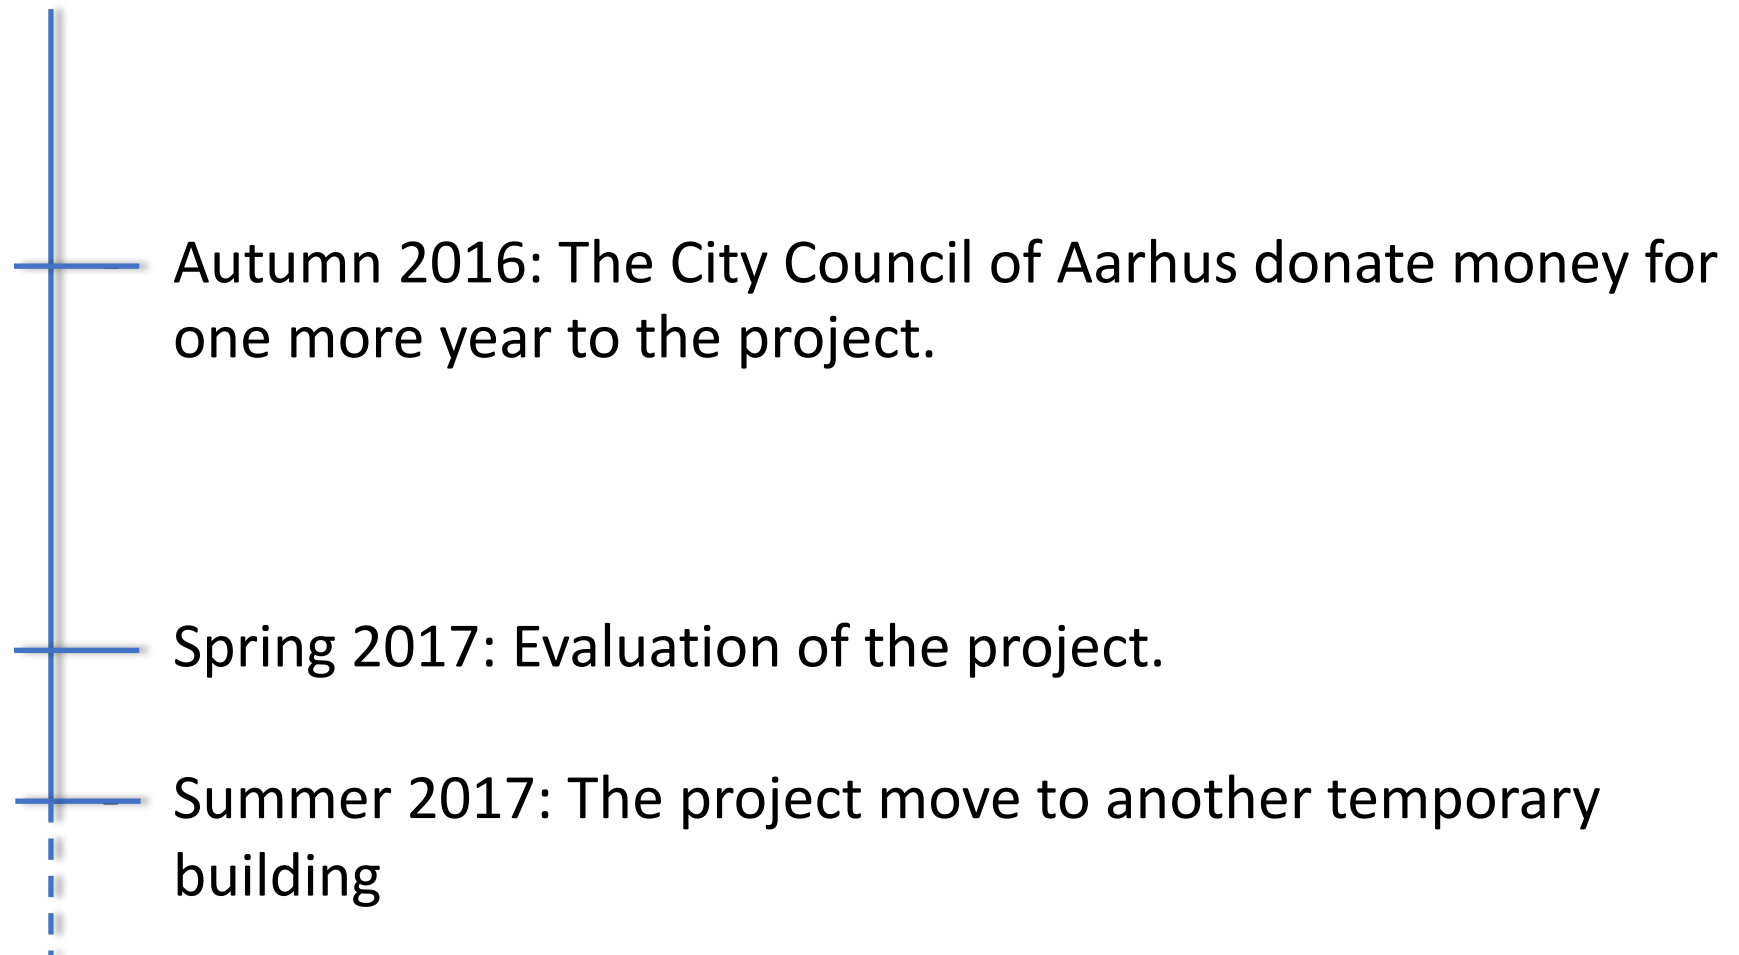 Autumn 2016: The City Council of Aarhus donate money for
one more year to the project.
Spring 2017: Evaluation of the project.
Summer 2017: The project move to another temporary
building